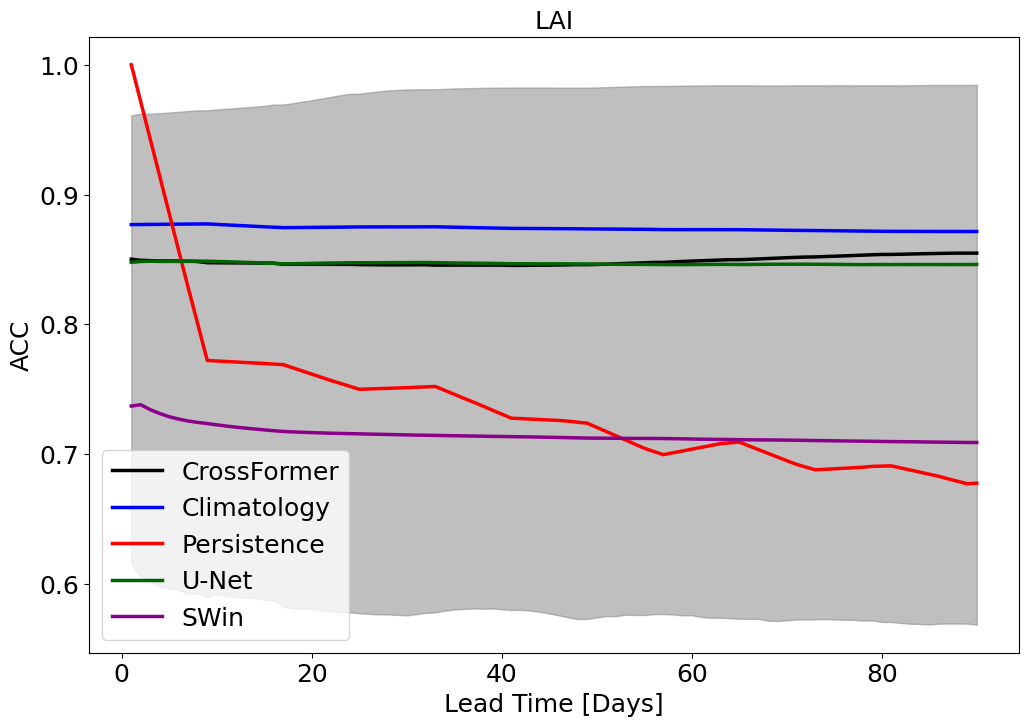 LAI
ACC
1.0
0.9
0.8
0.7
0.6
CrossFormer
Climatology
Persistence
U-Net
SWin
0 20 40 60 80
Lead Time [Days]